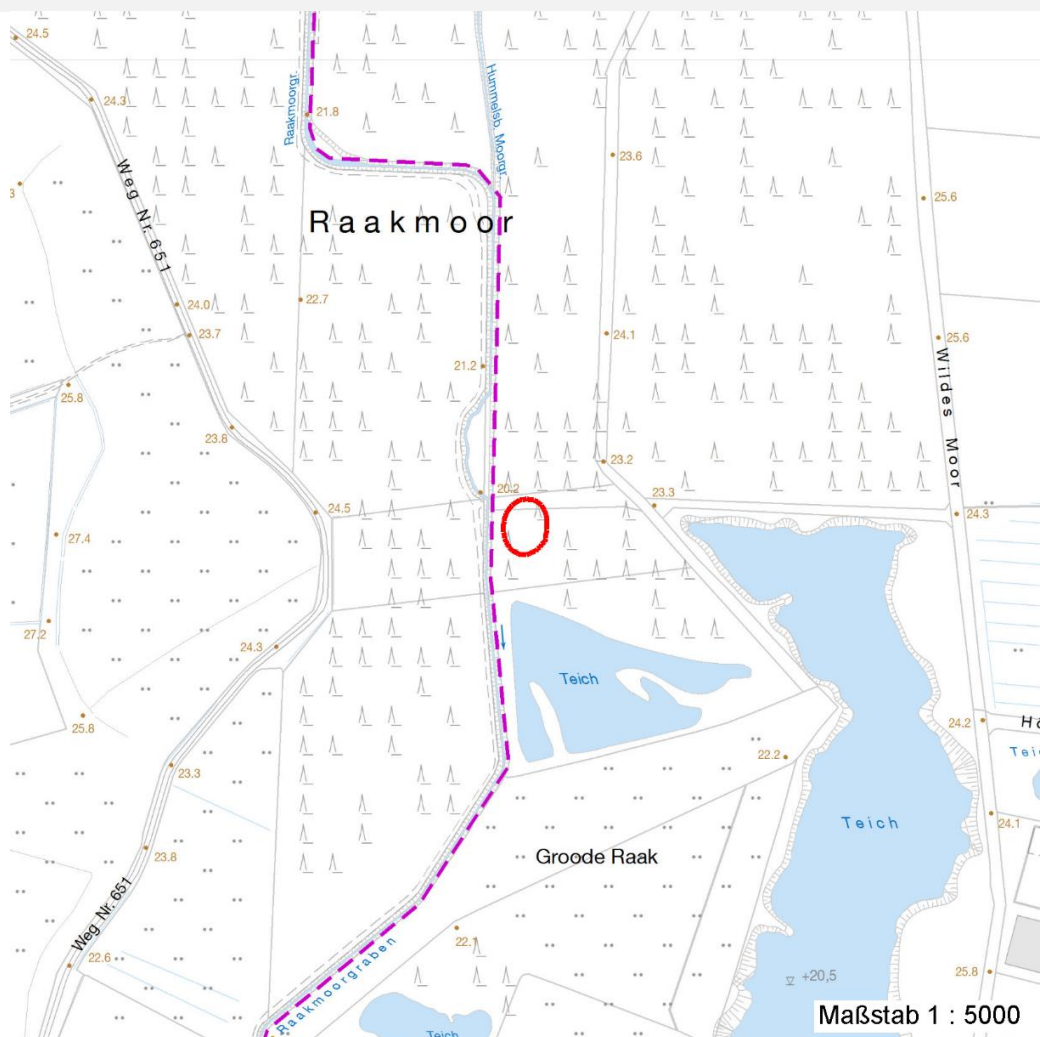 24.5
24.3
Raakmoorgr.
21.8
Hummelsb. Moorgr.
23.6
Weg Nr. 651
3
25.6
Raakmoor
22.7
24.0
23.7
24.1
25.6
21.2
Wildes Moor
25.8
23.8
23.2
20.2
23.3
24.5
24.3
27.4
27.2
24.3
Teich
25.8
24.2
Ho
22.2
Teic
23.3
24.1
Teich
23.8
Groode Raak
Weg Nr. 651
22.1
22.6
Raakmoorgraben
25.8
+20,5
Teich
Maßstab 1 : 5000